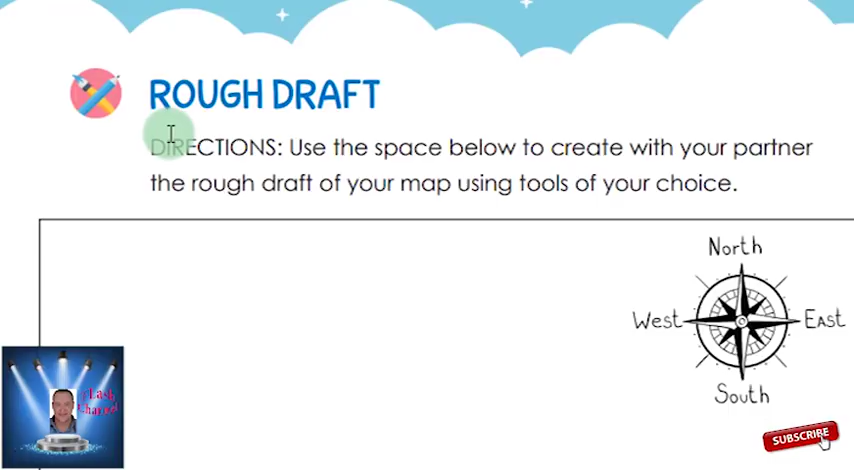 ROUGH DRAFT
DIRECTIONS: Use the space below to create with your partner
the rough draft of your map using tools of your choice.
North
West
EAST
South
Channel
SUBSCRIBE